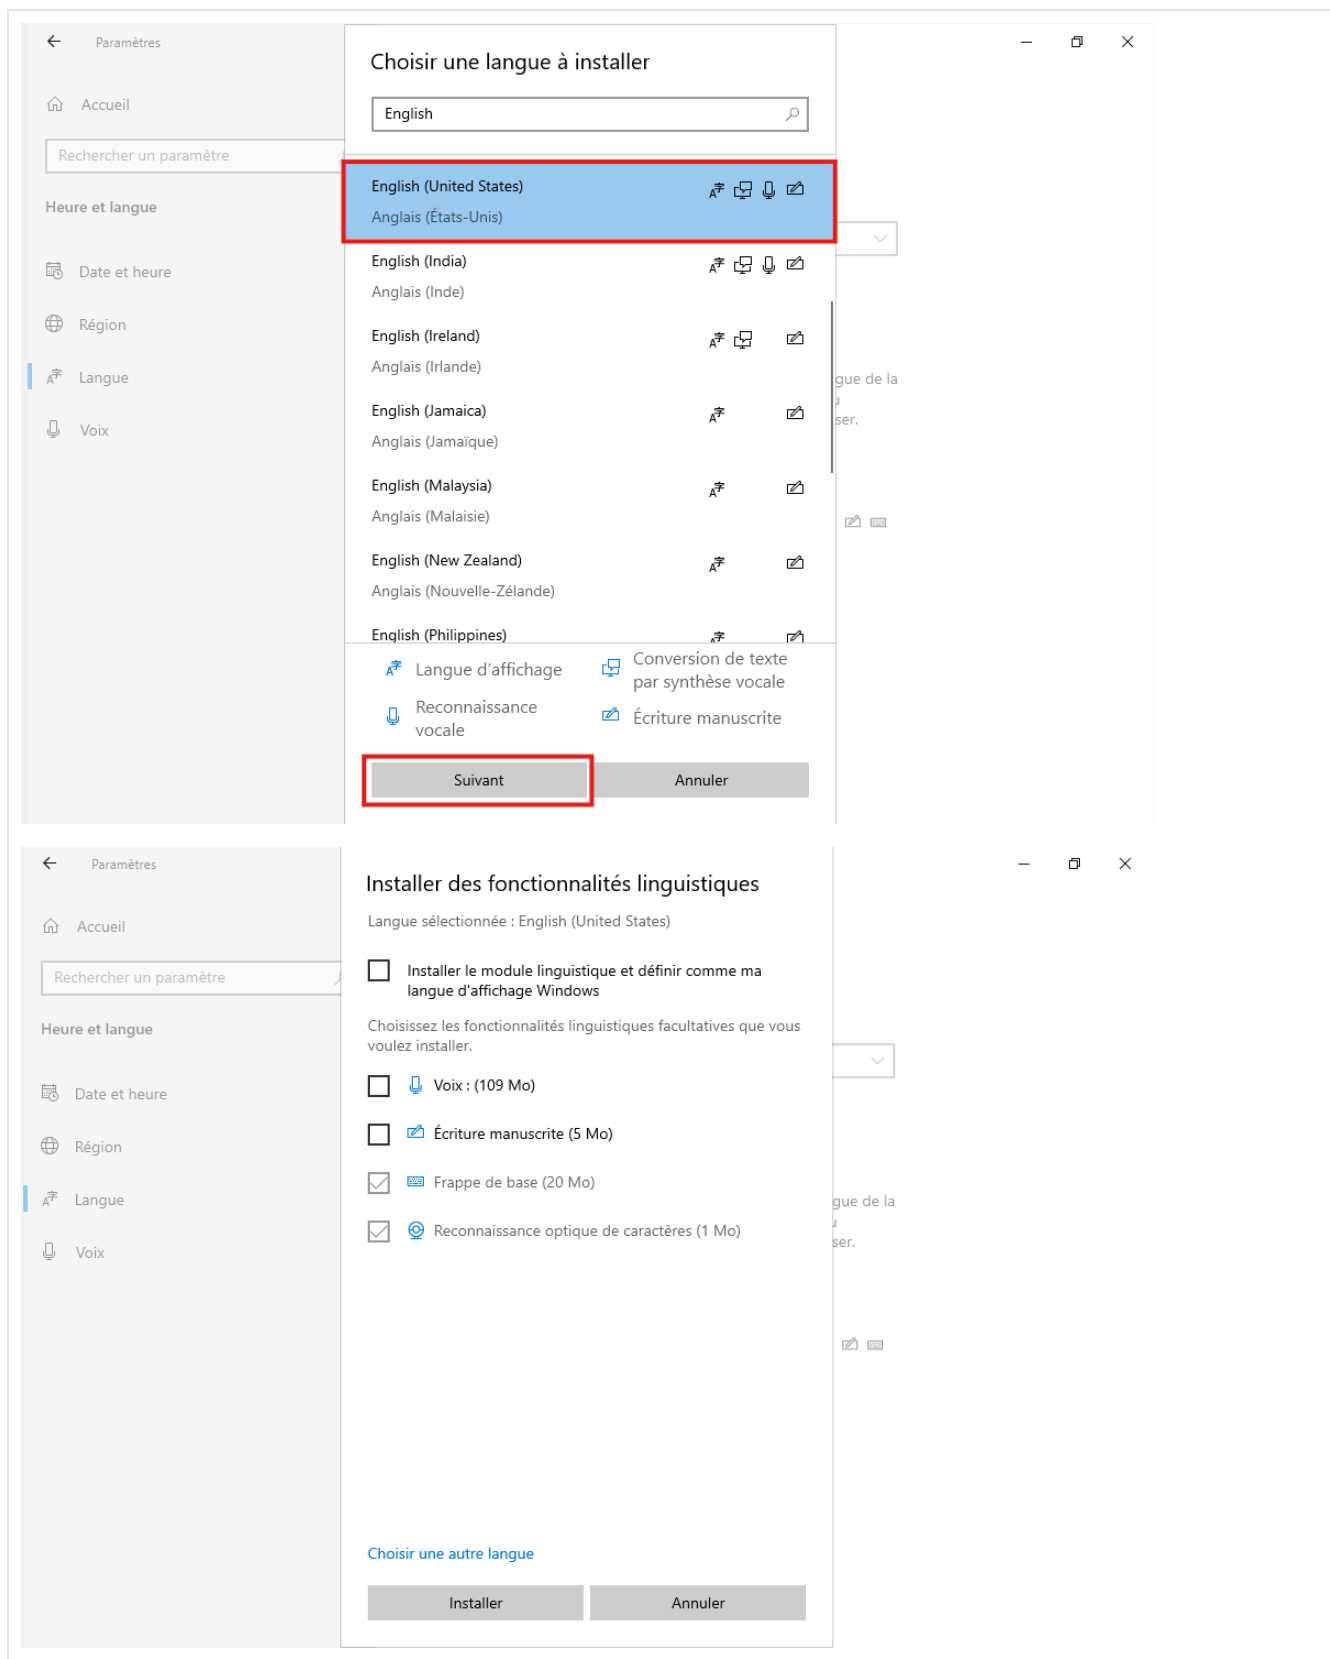 Paramètres
Accueil
Rechercher un paramètre
Heure et langue
Date et heure
Région
Langue
Voix
Choisir une langue à installer
English
English (United States)
Anglais (États-Unis)
English (India)
Anglais (Inde)
English (Ireland)
Anglais (Irlande)
English (Jamaica)
Anglais (Jamaïque)
English (Malaysia)
Anglais (Malaisie)
English (New Zealand)
Anglais (Nouvelle-Zélande)
English (Philippines)
Langue d'affichage
Conversion de texte
par synthèse vocale
Reconnaissance
vocale
Écriture manuscrite
Suivant
Annuler
gue de la
ser.
Paramètres
Accueil
Rechercher un paramètre
Heure et langue
Date et heure
Région
Langue
Voix
Installer des fonctionnalités linguistiques
Langue sélectionnée : English (United States)
Installer le module linguistique et définir comme ma
langue d'affichage Windows
Choisissez les fonctionnalités linguistiques facultatives que vous
voulez installer.
Voix : (109 Mo)
Écriture manuscrite (5 Mo)
Frappe de base (20 Mo)
Reconnaissance optique de caractères (1 Mo)
Choisir une autre langue
Installer
Annuler
gue de la
ser.